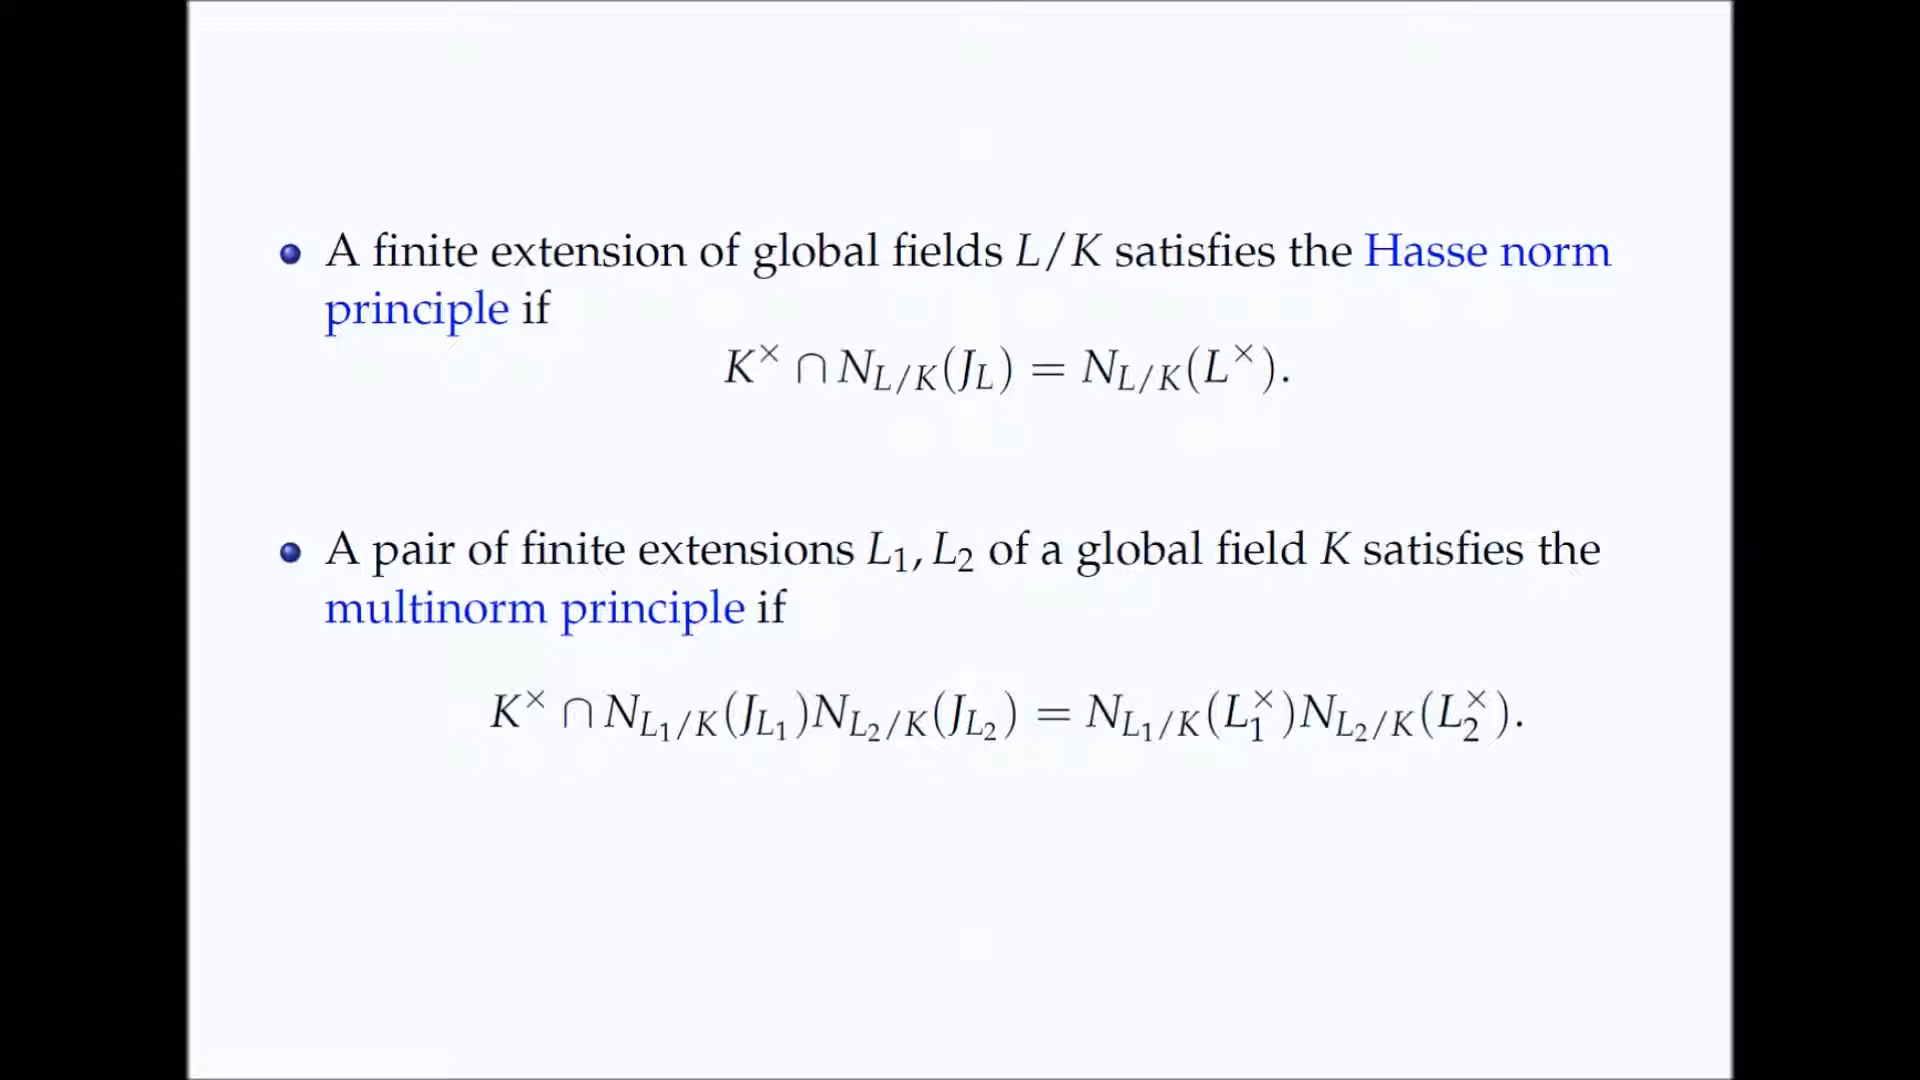 • A finite extension of global fields L/K satisfies the Hasse norm
principle if
K^× ∩ N_{L/K}(J_L) = N_{L/K}(L^×).
• A pair of finite extensions L_1, L_2 of a global field K satisfies the
multinorm principle if
K^× ∩ N_{L_1/K}(J_{L_1})N_{L_2/K}(J_{L_2}) = N_{L_1/K}(L_1^×)N_{L_2/K}(L_2^×).